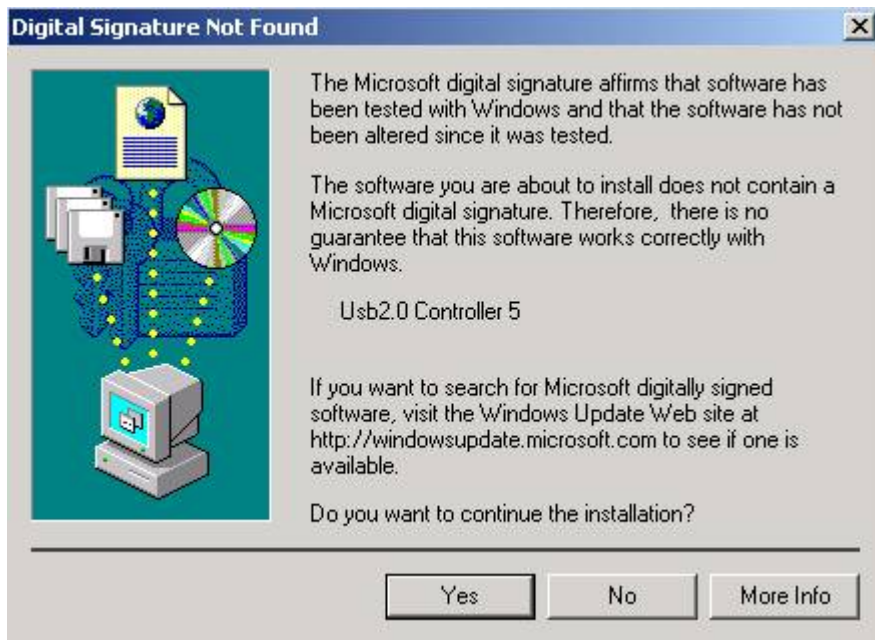 Digital Signature Not Found
The Microsoft digital signature affirms that software has
been tested with Windows and that the software has not
been altered since it was tested.
The software you are about to install does not contain a
Microsoft digital signature. Therefore,  there is no
guarantee that this software works correctly with
Windows.
Usb2.0 Controller 5
If you want to search for Microsoft digitally signed
software, visit the Windows Update Web site at
http://windowsupdate.microsoft.com to see if one is
available.
Do you want to continue the installation?
Yes No More Info